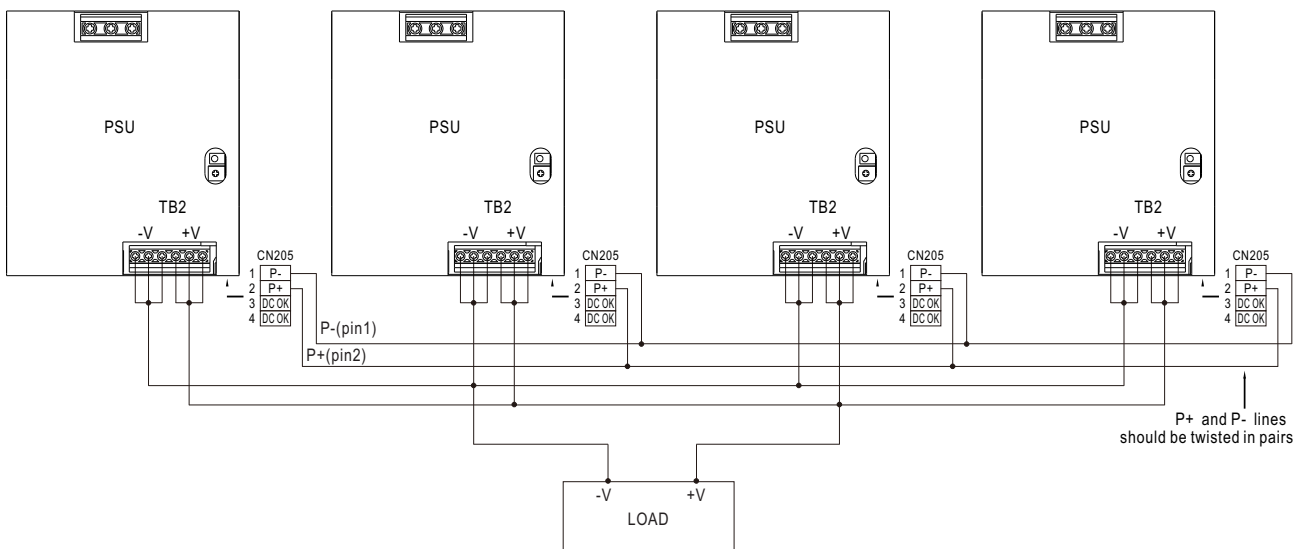 PSU
PSU
PSU
PSU
TB2
TB2
TB2
TB2
-V +V
-V +V
-V +V
-V +V
CN205
1 P-
2 P+
3 DC OK
4 DC OK
CN205
1 P-
2 P+
3 DC OK
4 DC OK
CN205
1 P-
2 P+
3 DC OK
4 DC OK
CN205
1 P-
2 P+
3 DC OK
4 DC OK
P-(pin1)
P+(pin2)
P+ and P- lines
should be twisted in pairs
-V +V
LOAD